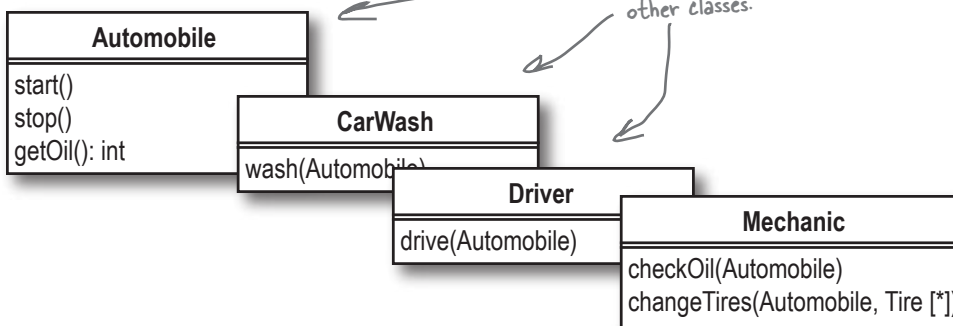 other classes.
Automobile
start()
stop()
getOil(): int
CarWash
wash(Automobile)
Driver
drive(Automobile)
Mechanic
checkOil(Automobile)
changeTires(Automobile, Tire [*])